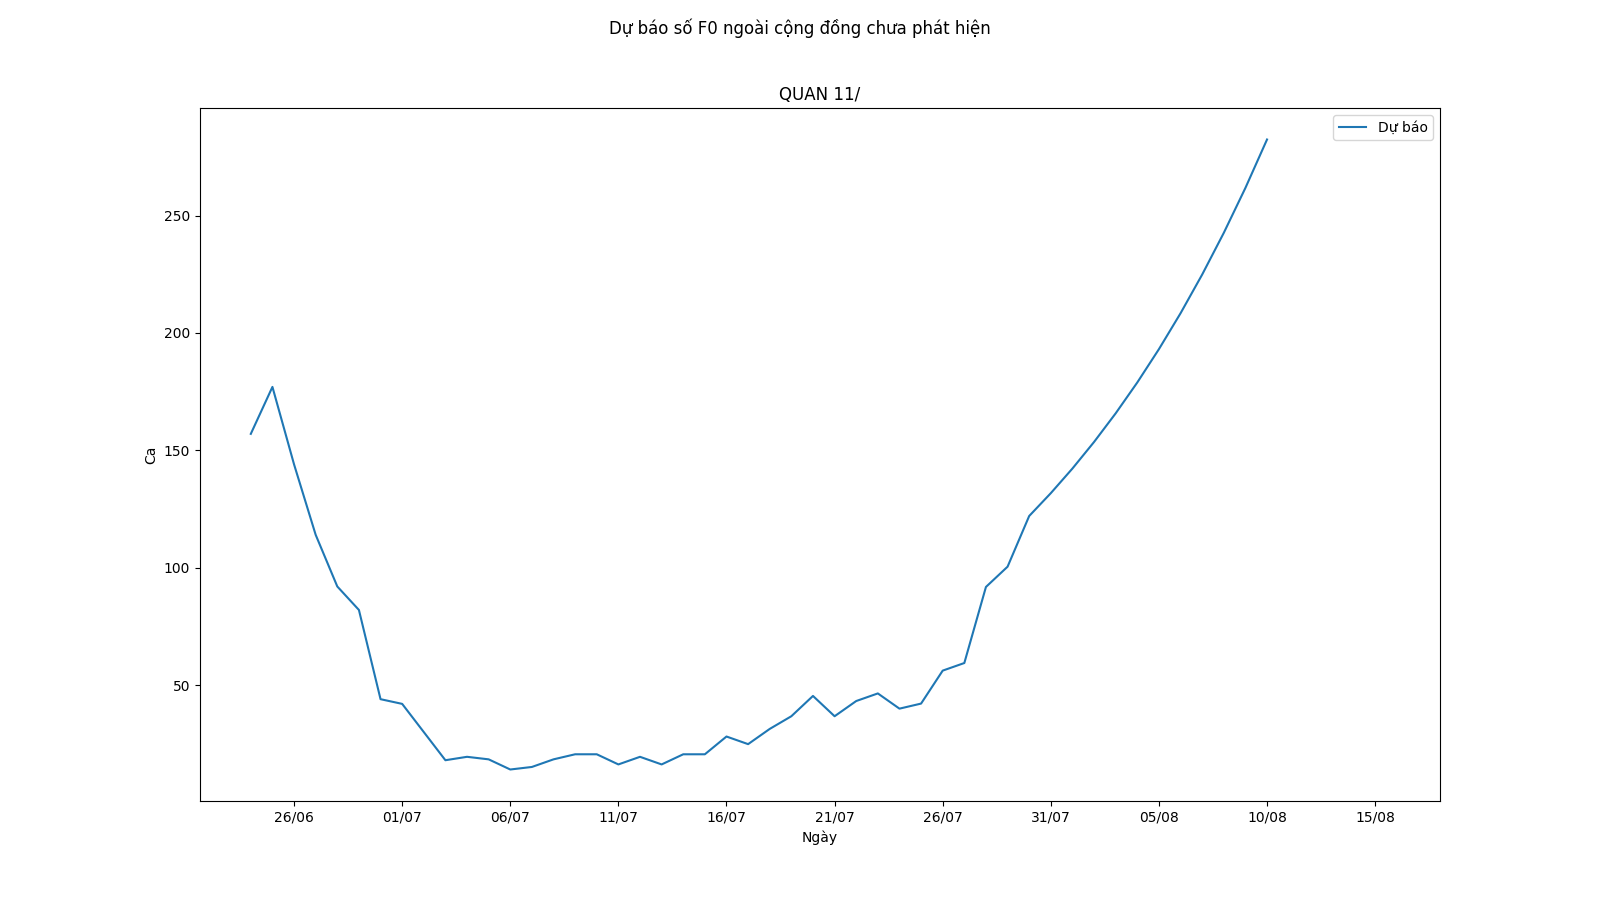 Dự báo số F0 ngoài cộng đồng chưa phát hiện
QUAN 11/
Dự báo
Ca
250
200
150
100
50
26/06 01/07 06/07 11/07 16/07 21/07 26/07 31/07 05/08 10/08 15/08
Ngày